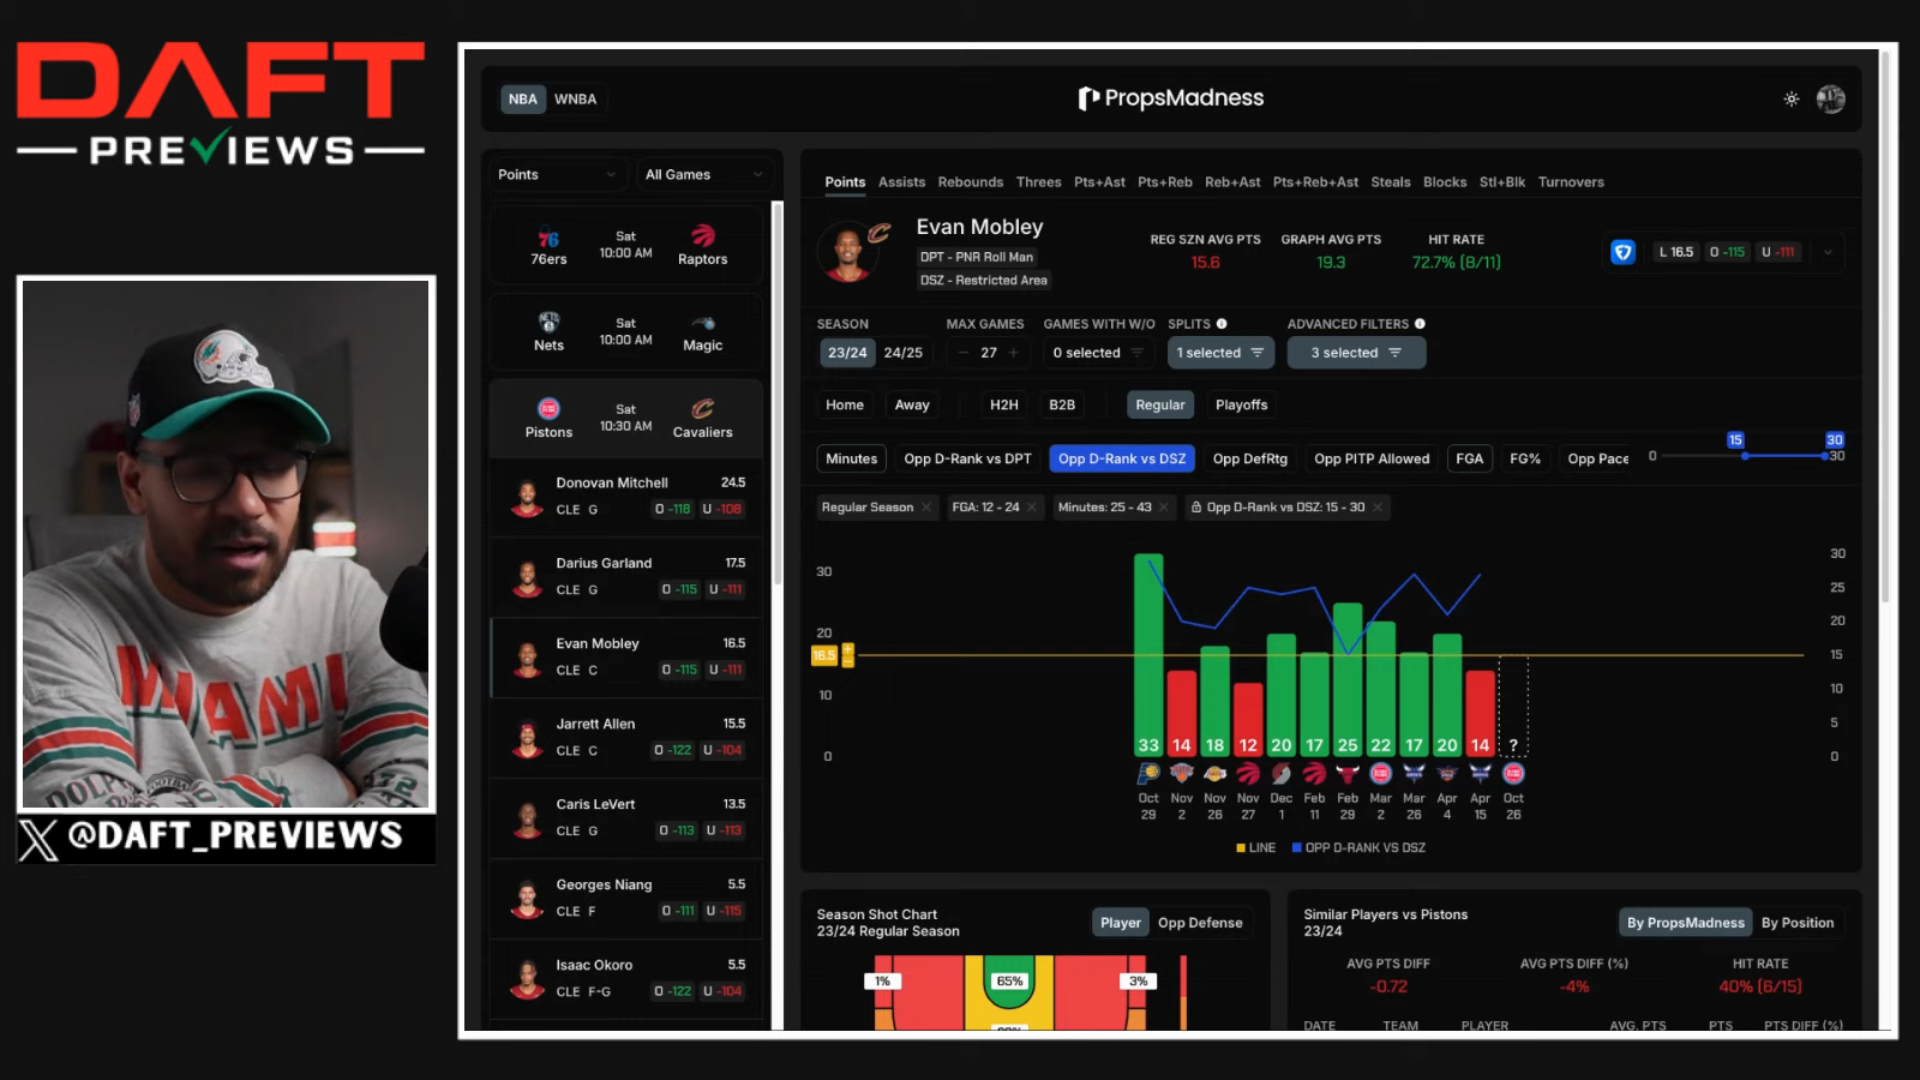 DAFT
PREVIEWS
MIAMI
DOLPH
72
@DAFT_PREVIEWS
NBA WNBA
PropsMadness
Points All Games
76ers Sat 10:00 AM Raptors
Nets Sat 10:00 AM Magic
Pistons Sat 10:30 AM Cavaliers
Donovan Mitchell 24.5
CLE G O -118 U -108
Darius Garland 17.5
CLE G O -115 U -111
Evan Mobley 16.5
CLE C O -115 U -111
Jarrett Allen 15.5
CLE C O -122 U -104
Caris LeVert 13.5
CLE G O -113 U -113
Georges Niang 5.5
CLE F O -111 U -115
Isaac Okoro 5.5
CLE F-G O -122 U -104
Points Assists Rebounds Threes Pts+Ast Pts+Reb Reb+Ast Pts+Reb+Ast Steals Blocks Stl+Blk Turnovers
Evan Mobley
DPT - PNR Roll Man
DSZ - Restricted Area
REG SZN AVG PTS GRAPH AVG PTS HIT RATE
15.6 19.3 72.7% (8/11)
L 16.5 O -115 U -111
SEASON MAX GAMES GAMES WITH W/O SPLITS ADVANCED FILTERS
23/24 24/25 27 0 selected 1 selected 3 selected
Home Away H2H B2B Regular Playoffs
Minutes Opp D-Rank vs DPT Opp D-Rank vs DSZ Opp DefRtg Opp PITP Allowed FGA FG% Opp Pace
15 30
0 30
Regular Season FGA: 12 - 24 Minutes: 25 - 43 Opp D-Rank vs DSZ: 15 - 30
30
20
16.5
10
0
30
25
20
15
10
5
0
33 14 18 12 20 17 25 22 17 20 14 ?
Oct Nov Nov Nov Dec Feb Feb Mar Mar Apr Apr Oct
29 2 26 27 1 11 29 2 26 4 15 26
LINE OPP D-RANK VS DSZ
Season Shot Chart
23/24 Regular Season
Player Opp Defense
1% 65% 3%
Similar Players vs Pistons
23/24
By PropsMadness By Position
AVG PTS DIFF AVG PTS DIFF (%) HIT RATE
-0.72 -4% 40% (6/15)
DATE TEAM PLAYER AVG. PTS PTS PTS DIFF (%)